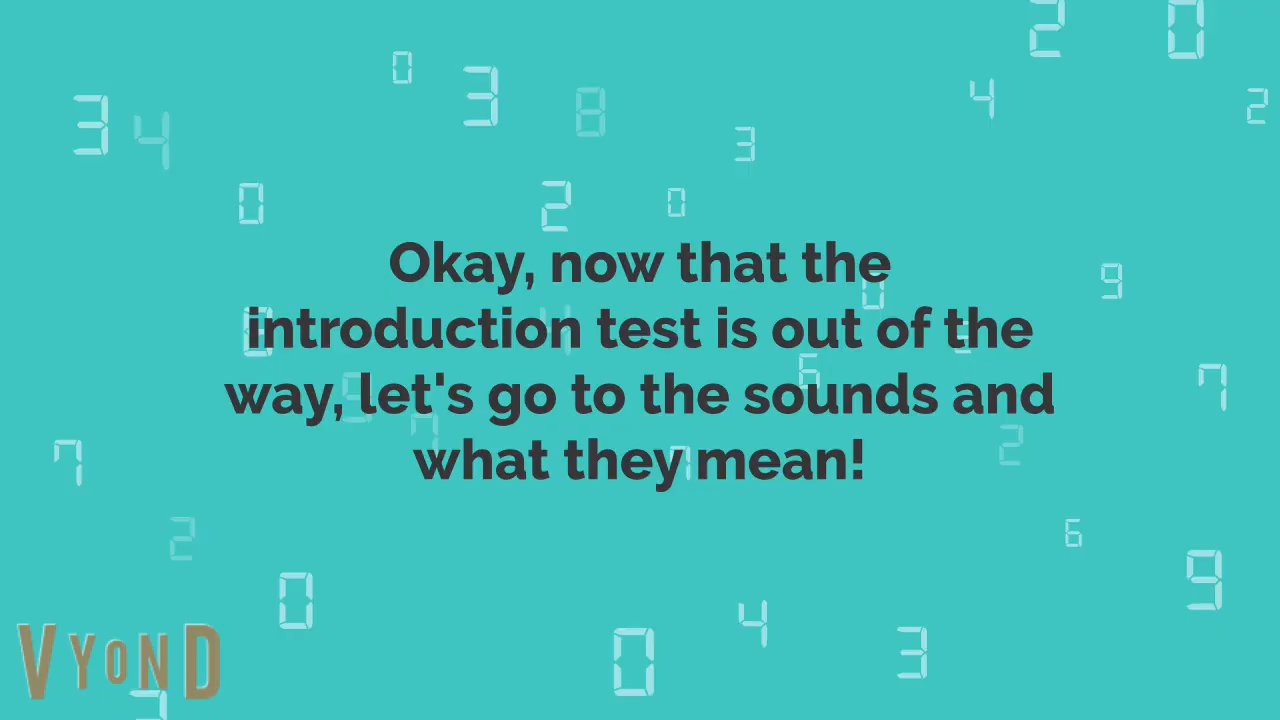 Okay, now that the
introduction test is out of the
way, let's go to the sounds and
what they mean!
VYOND